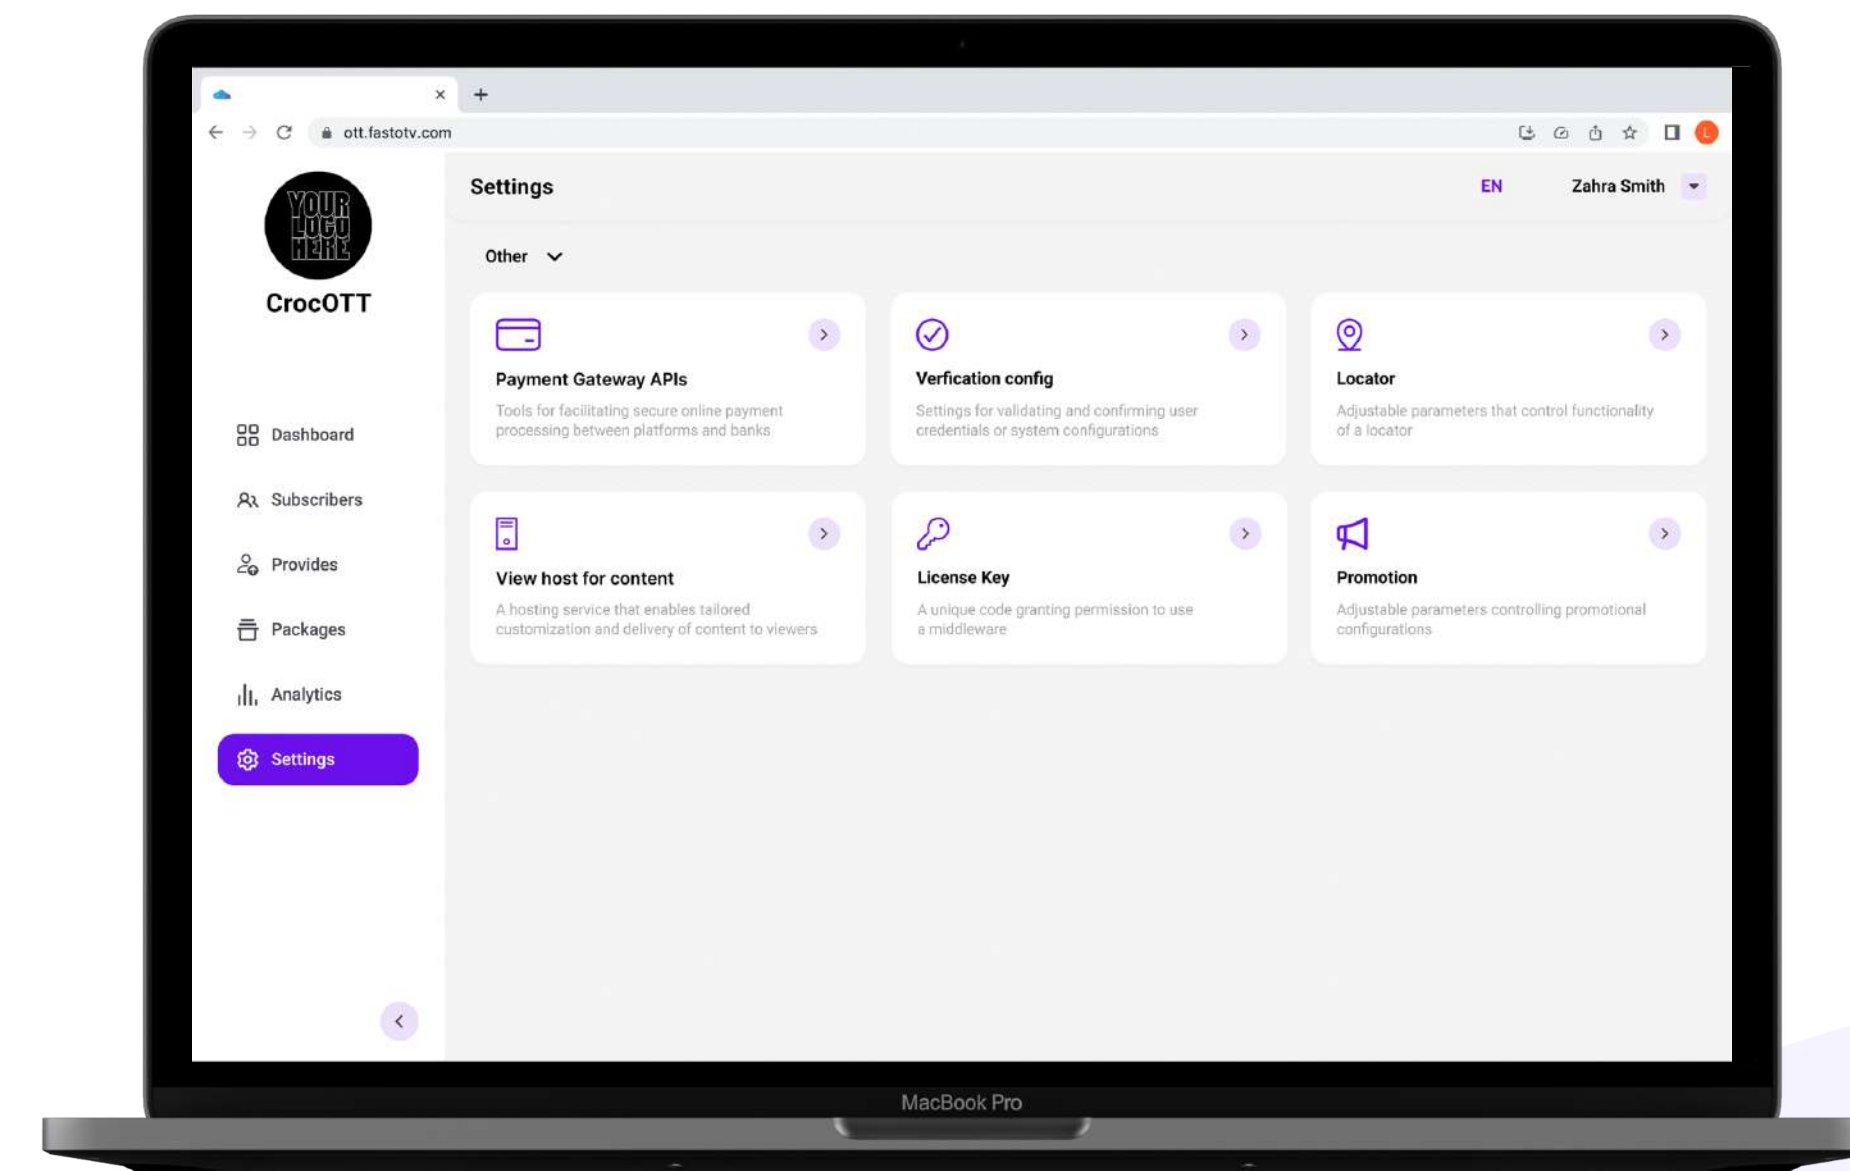 ott.fastotv.com
L
YOUR
LOGO
HERE
CrocOTT
Dashboard
Subscribers
Provides
Packages
Analytics
Settings
Settings
EN
Zahra Smith
Other
Payment Gateway APIs
Tools for facilitating secure online payment
processing between platforms and banks
Verfication config
Settings for validating and confirming user
credentials or system configurations
Locator
Adjustable parameters that control functionality
of a locator
View host for content
A hosting service that enables tailored
customization and delivery of content to viewers
License Key
A unique code granting permission to use
a middleware
Promotion
Adjustable parameters controlling promotional
configurations
MacBook Pro